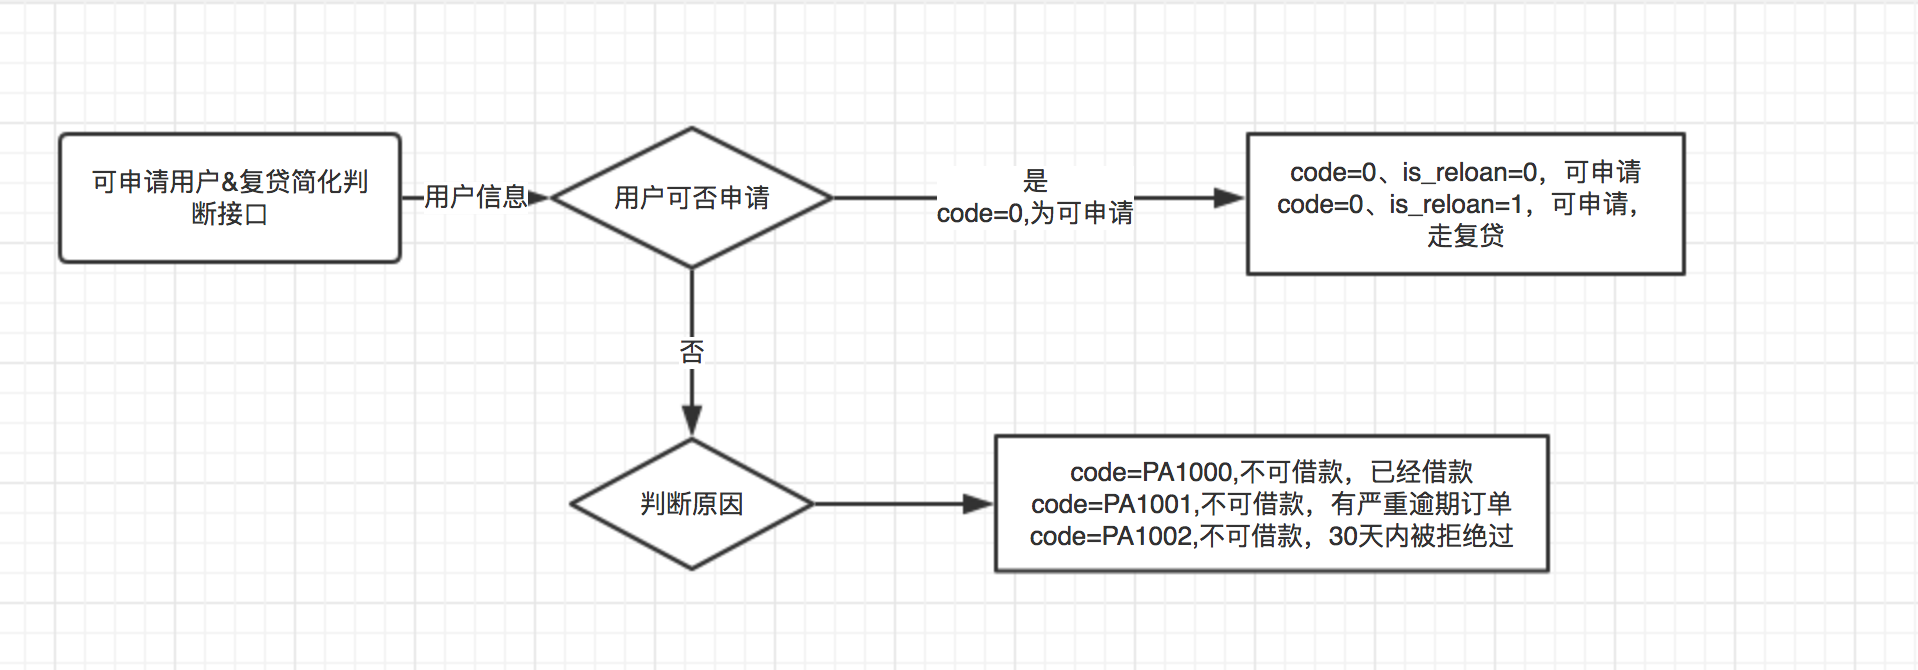 可申请用户&复贷简化判
断接口
用户信息
用户可否申请
是
code=0,为可申请
code=0、is_reloan=0，可申请
code=0、is_reloan=1，可申请，
走复贷
否
判断原因
code=PA1000,不可借款，已经借款
code=PA1001,不可借款，有严重逾期订单
code=PA1002,不可借款，30天内被拒绝过